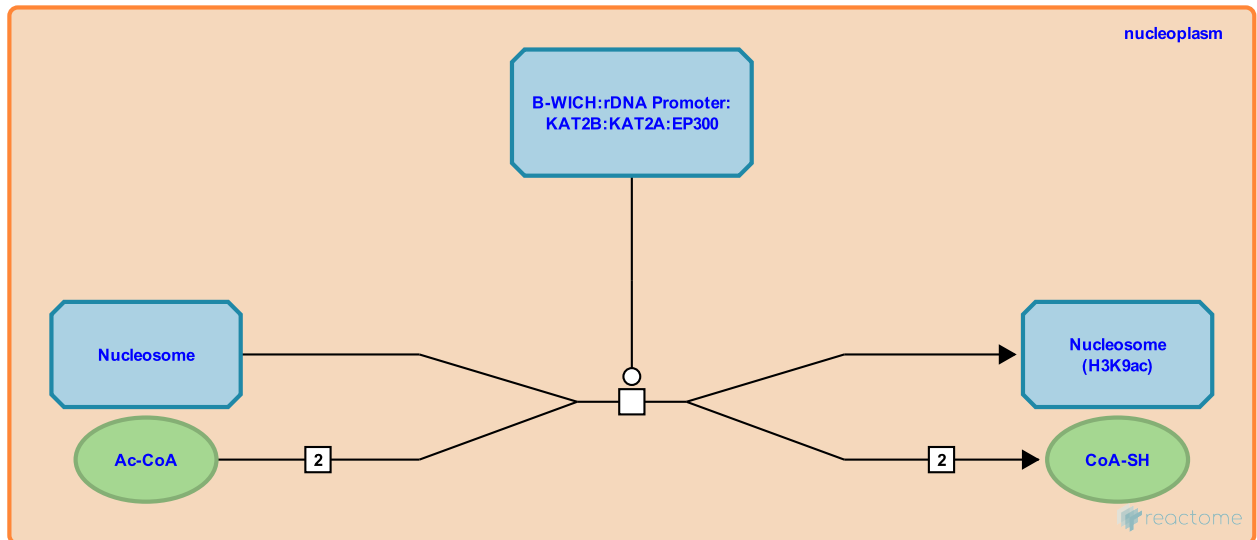 nucleoplasm
B-WICH:rDNA Promoter:
KAT2B:KAT2A:EP300
Nucleosome
Nucleosome
(H3K9ac)
Ac-CoA
2
2
CoA-SH
reactome